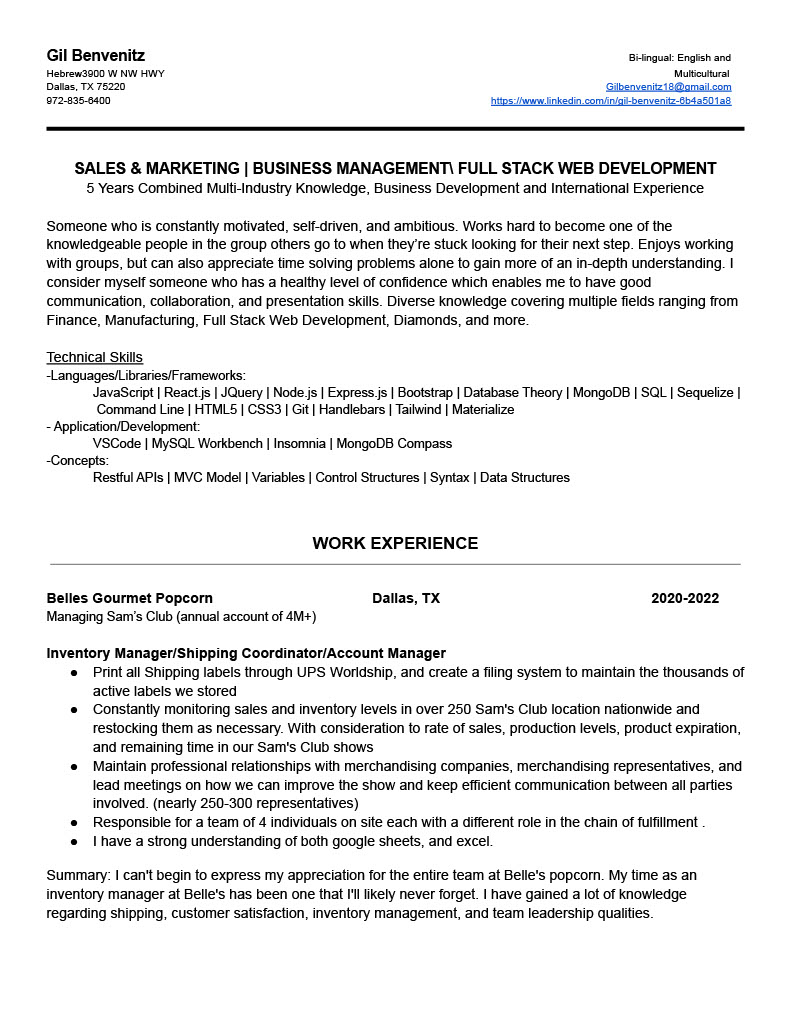 Gil Benvenitz
Bi-lingual: English and
Hebrew3900 W NW HWY
Multicultural
Dallas, TX 75220
Gilbenvenitz18@gmail.com
972-835-6400
https://www.linkedin.com/in/gil-benvenitz-6b4a501a8
SALES & MARKETING | BUSINESS MANAGEMENT\ FULL STACK WEB DEVELOPMENT
5 Years Combined Multi-Industry Knowledge, Business Development and International Experience
Someone who is constantly motivated, self-driven, and ambitious. Works hard to become one of the
knowledgeable people in the group others go to when they’re stuck looking for their next step. Enjoys working
with groups, but can also appreciate time solving problems alone to gain more of an in-depth understanding. I
consider myself someone who has a healthy level of confidence which enables me to have good
communication, collaboration, and presentation skills. Diverse knowledge covering multiple fields ranging from
Finance, Manufacturing, Full Stack Web Development, Diamonds, and more.
Technical Skills
-Languages/Libraries/Frameworks:
JavaScript | React.js | JQuery | Node.js | Express.js | Bootstrap | Database Theory | MongoDB | SQL | Sequelize |
Command Line | HTML5 | CSS3 | Git | Handlebars | Tailwind | Materialize
- Application/Development:
VSCode | MySQL Workbench | Insomnia | MongoDB Compass
-Concepts:
Restful APIs | MVC Model | Variables | Control Structures | Syntax | Data Structures
WORK EXPERIENCE
Belles Gourmet Popcorn Dallas, TX 2020-2022
Managing Sam’s Club (annual account of 4M+)
Inventory Manager/Shipping Coordinator/Account Manager
● Print all Shipping labels through UPS Worldship, and create a filing system to maintain the thousands of
active labels we stored
● Constantly monitoring sales and inventory levels in over 250 Sam's Club location nationwide and
restocking them as necessary. With consideration to rate of sales, production levels, product expiration,
and remaining time in our Sam's Club shows
● Maintain professional relationships with merchandising companies, merchandising representatives, and
lead meetings on how we can improve the show and keep efficient communication between all parties
involved. (nearly 250-300 representatives)
● Responsible for a team of 4 individuals on site each with a different role in the chain of fulfillment .
● I have a strong understanding of both google sheets, and excel.
Summary: I can't begin to express my appreciation for the entire team at Belle's popcorn. My time as an
inventory manager at Belle's has been one that I'll likely never forget. I have gained a lot of knowledge
regarding shipping, customer satisfaction, inventory management, and team leadership qualities.